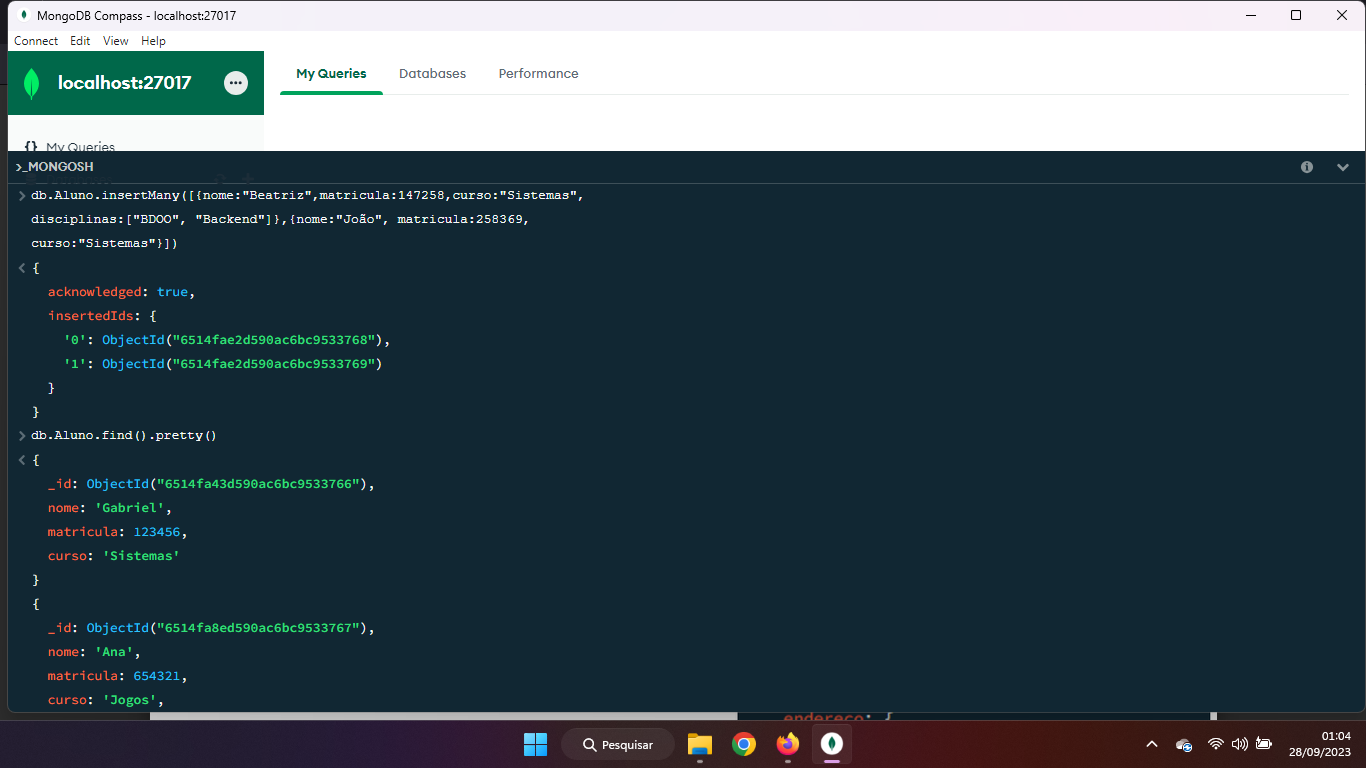 MongoDB Compass - localhost:27017
Connect Edit View Help
localhost:27017
My Queries Databases Performance
{} My Queries
>_MONGOSH
db.Aluno.insertMany([{nome:"Beatriz",matricula:147258,curso:"Sistemas",
disciplinas:["BDOO", "Backend"]},{nome:"João", matricula:258369,
curso:"Sistemas"}])
{
acknowledged: true,
insertedIds: {
'0': ObjectId("6514fae2d590ac6bc9533768"),
'1': ObjectId("6514fae2d590ac6bc9533769")
}
}
db.Aluno.find().pretty()
{
_id: ObjectId("6514fa43d590ac6bc9533766"),
nome: 'Gabriel',
matricula: 123456,
curso: 'Sistemas'
}
{
_id: ObjectId("6514fa8ed590ac6bc9533767"),
nome: 'Ana',
matricula: 654321,
curso: 'Jogos',
endereco: {
Pesquisar
01:04
28/09/2023